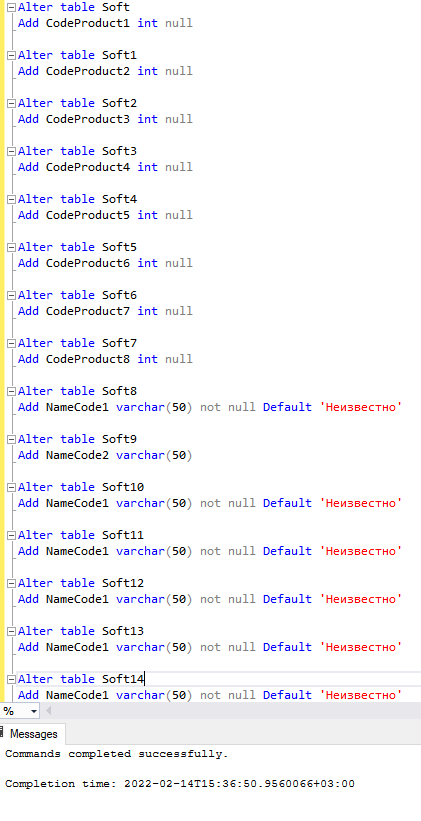 Alter table Soft
Add CodeProduct1 int null
Alter table Soft1
Add CodeProduct2 int null
Alter table Soft2
Add CodeProduct3 int null
Alter table Soft3
Add CodeProduct4 int null
Alter table Soft4
Add CodeProduct5 int null
Alter table Soft5
Add CodeProduct6 int null
Alter table Soft6
Add CodeProduct7 int null
Alter table Soft7
Add CodeProduct8 int null
Alter table Soft8
Add NameCode1 varchar(50) not null Default 'Неизвестно'
Alter table Soft9
Add NameCode2 varchar(50)
Alter table Soft10
Add NameCode1 varchar(50) not null Default 'Неизвестно'
Alter table Soft11
Add NameCode1 varchar(50) not null Default 'Неизвестно'
Alter table Soft12
Add NameCode1 varchar(50) not null Default 'Неизвестно'
Alter table Soft13
Add NameCode1 varchar(50) not null Default 'Неизвестно'
Alter table Soft14
Add NameCode1 varchar(50) not null Default 'Неизвестно'
%
Messages
Commands completed successfully.
Completion time: 2022-02-14T15:36:50.9560066+03:00